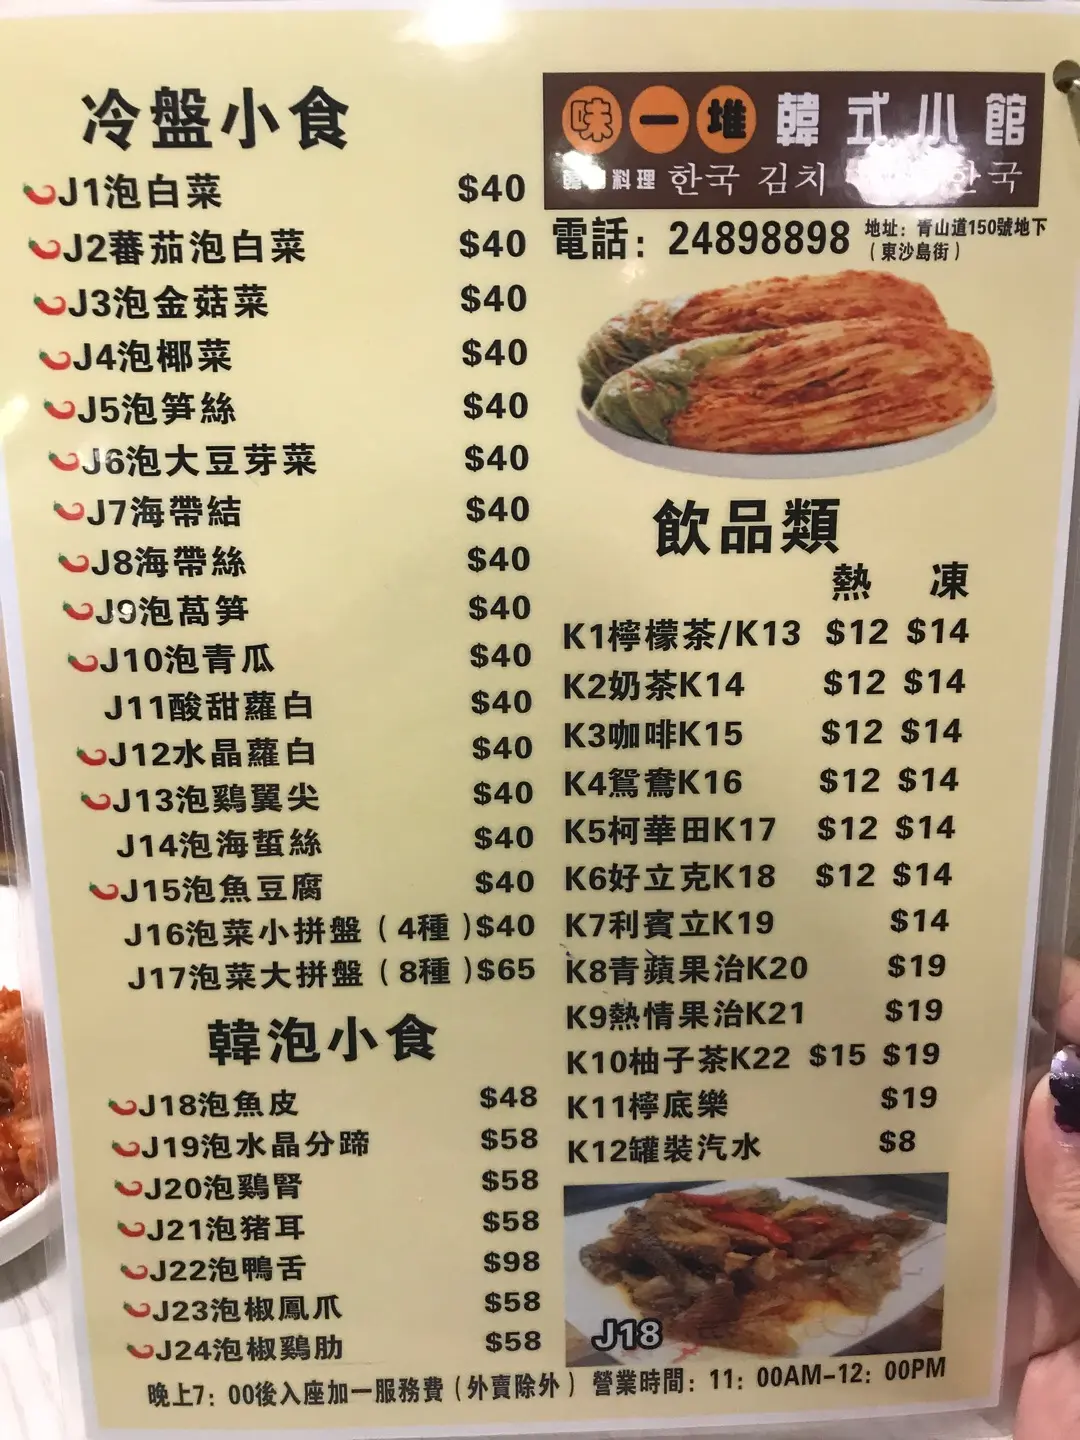 冷盤小食
J1泡白菜 $40
J2蕃茄泡白菜 $40
J3泡金菇菜 $40
J4泡椰菜 $40
J5泡笋絲 $40
J6泡大豆芽菜 $40
J7海帶結 $40
J8海帶絲 $40
J9泡萵笋 $40
J10泡青瓜 $40
J11酸甜蘿白 $40
J12水晶蘿白 $40
J13泡鷄翼尖 $40
J14泡海蜇絲 $40
J15泡魚豆腐 $40
J16泡菜小拼盤（4種）$40
J17泡菜大拼盤（8種）$65
韓泡小食
J18泡魚皮 $48
J19泡水晶分蹄 $58
J20泡鷄腎 $58
J21泡猪耳 $58
J22泡鴨舌 $98
J23泡椒鳳爪 $58
J24泡椒鷄肋 $58
味一堆 韓式小館
料理 한국 김치 한국
電話：24898898
地址：青山道150號地下
（東沙島街）
飲品類
熱 凍
K1檸檬茶/K13 $12 $14
K2奶茶K14 $12 $14
K3咖啡K15 $12 $14
K4鴛鴦K16 $12 $14
K5柯華田K17 $12 $14
K6好立克K18 $12 $14
K7利賓立K19 $14
K8青蘋果治K20 $19
K9熱情果治K21 $19
K10柚子茶K22 $15 $19
K11檸底樂 $19
K12罐裝汽水 $8
J18
晚上7：00後入座加一服務費（外賣除外） 營業時間：11：00AM-12：00PM